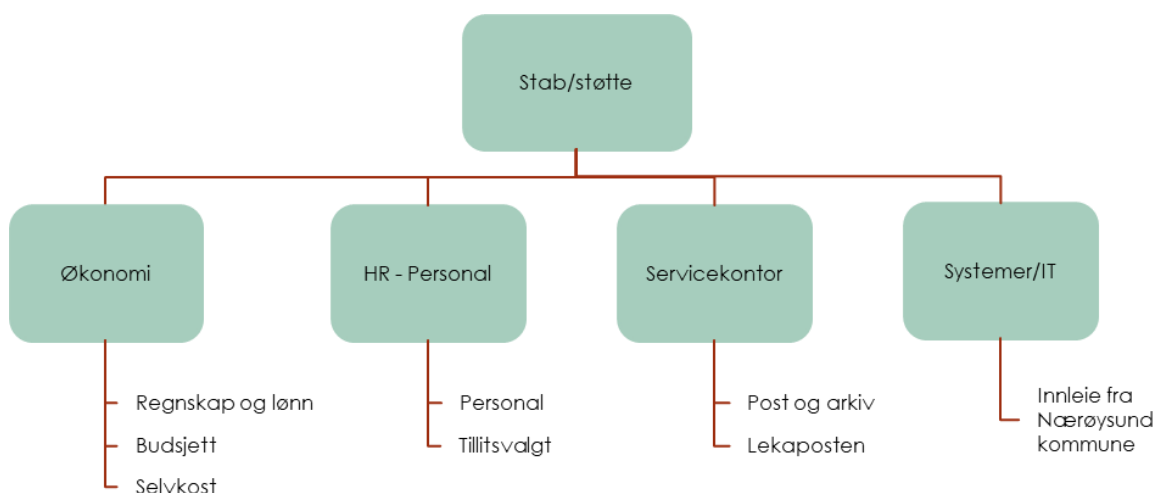 Stab/støtte
Økonomi
HR - Personal
Servicekontor
Systemer/IT
Regnskap og lønn
Budsjett
Selvkost
Personal
Tillitsvalgt
Post og arkiv
Lekaposten
Innleie fra
Nærøysund
kommune